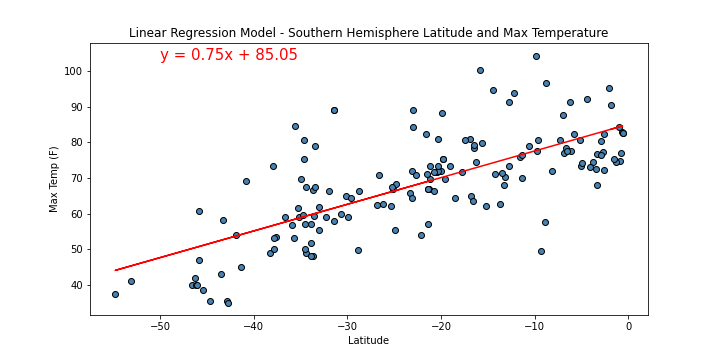 Linear Regression Model - Southern Hemisphere Latitude and Max Temperature
y = 0.75x + 85.05
100
90
80
70
60
50
40
Max Temp (F)
−50 −40 −30 −20 −10 0
Latitude